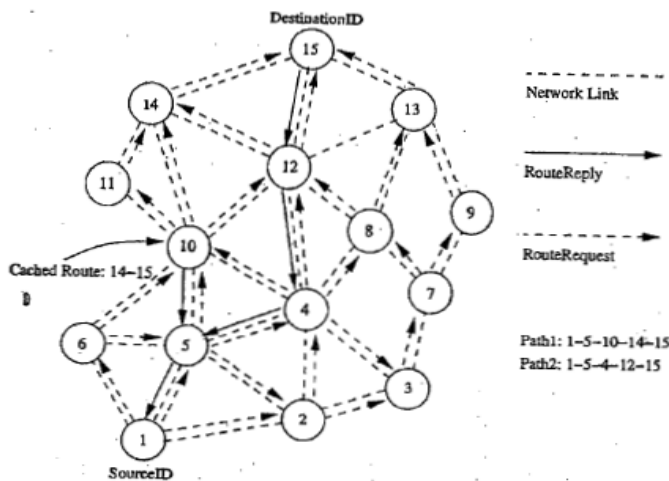 DestinationID
15
14
13
Network Link
12
11
RouteReply
9
8
10
Cached Route: 14-15
RouteRequest
7
4
6
5
Path1: 1-5-10-14-15
Path2: 1-5-4-12-15
3
2
1
SourceID